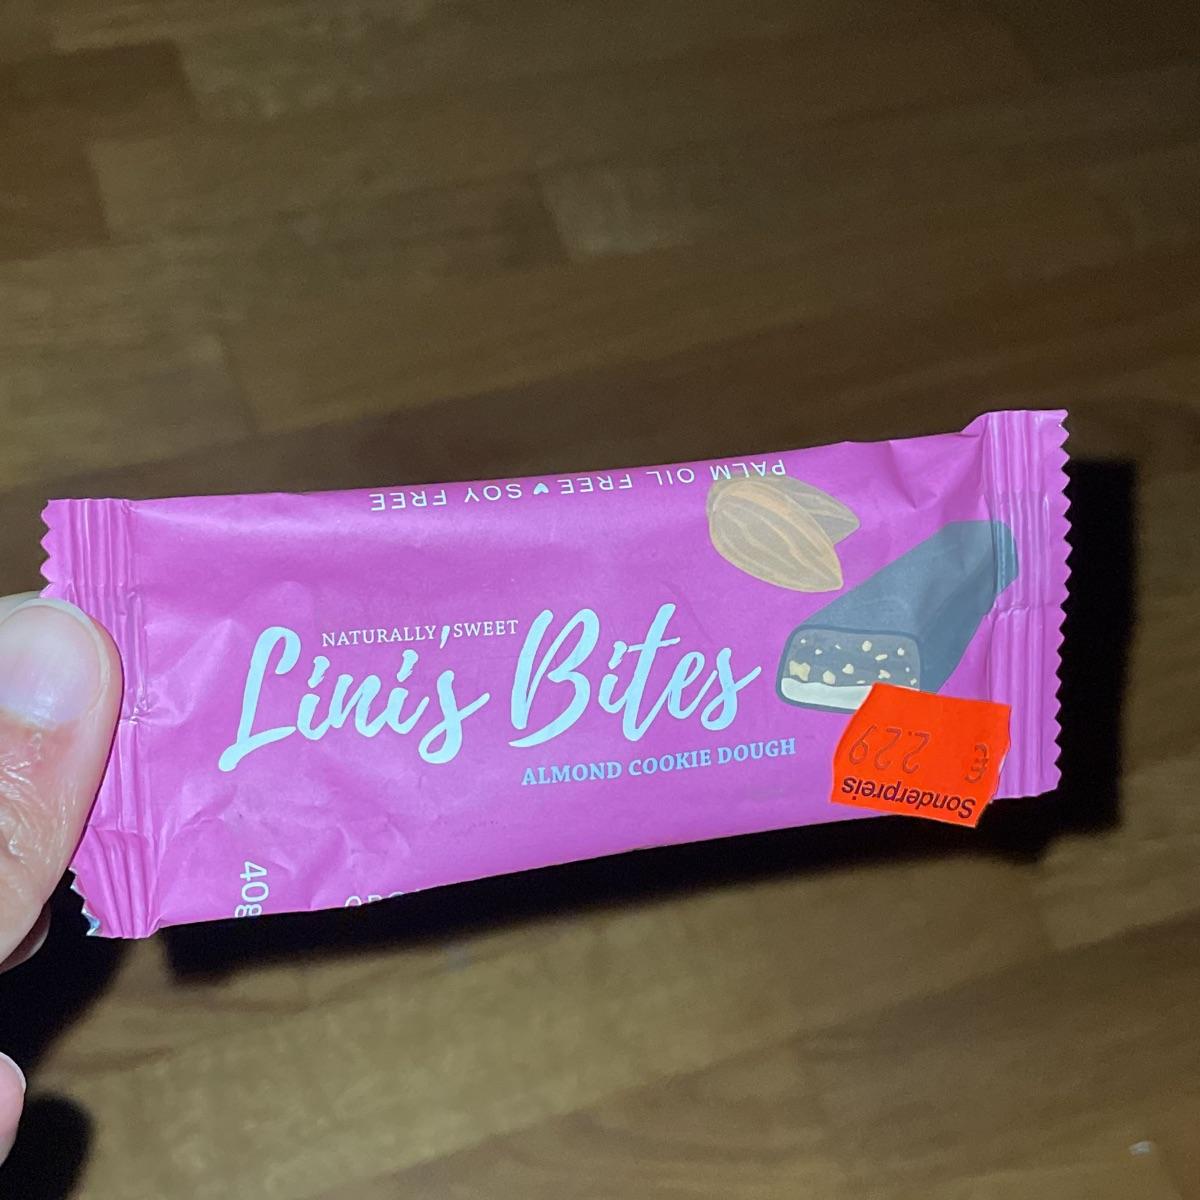 PALM OIL FREE ♥ SOY FREE
NATURALLY SWEET
Lini's Bites
ALMOND COOKIE DOUGH
Sonderpreis
€ 2.29
40g